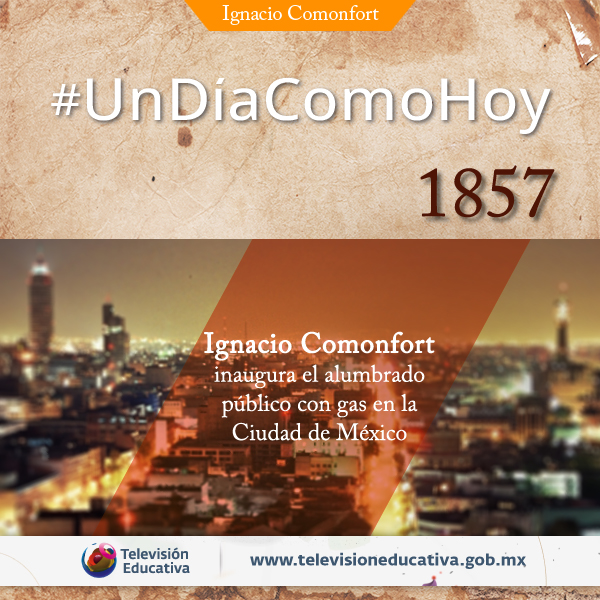 Ignacio Comonfort
#UnDíaComoHoy
1857
Ignacio Comonfort
inaugura el alumbrado
público con gas en la
Ciudad de México
Televisión
Educativa
www.televisioneducativa.gob.mx